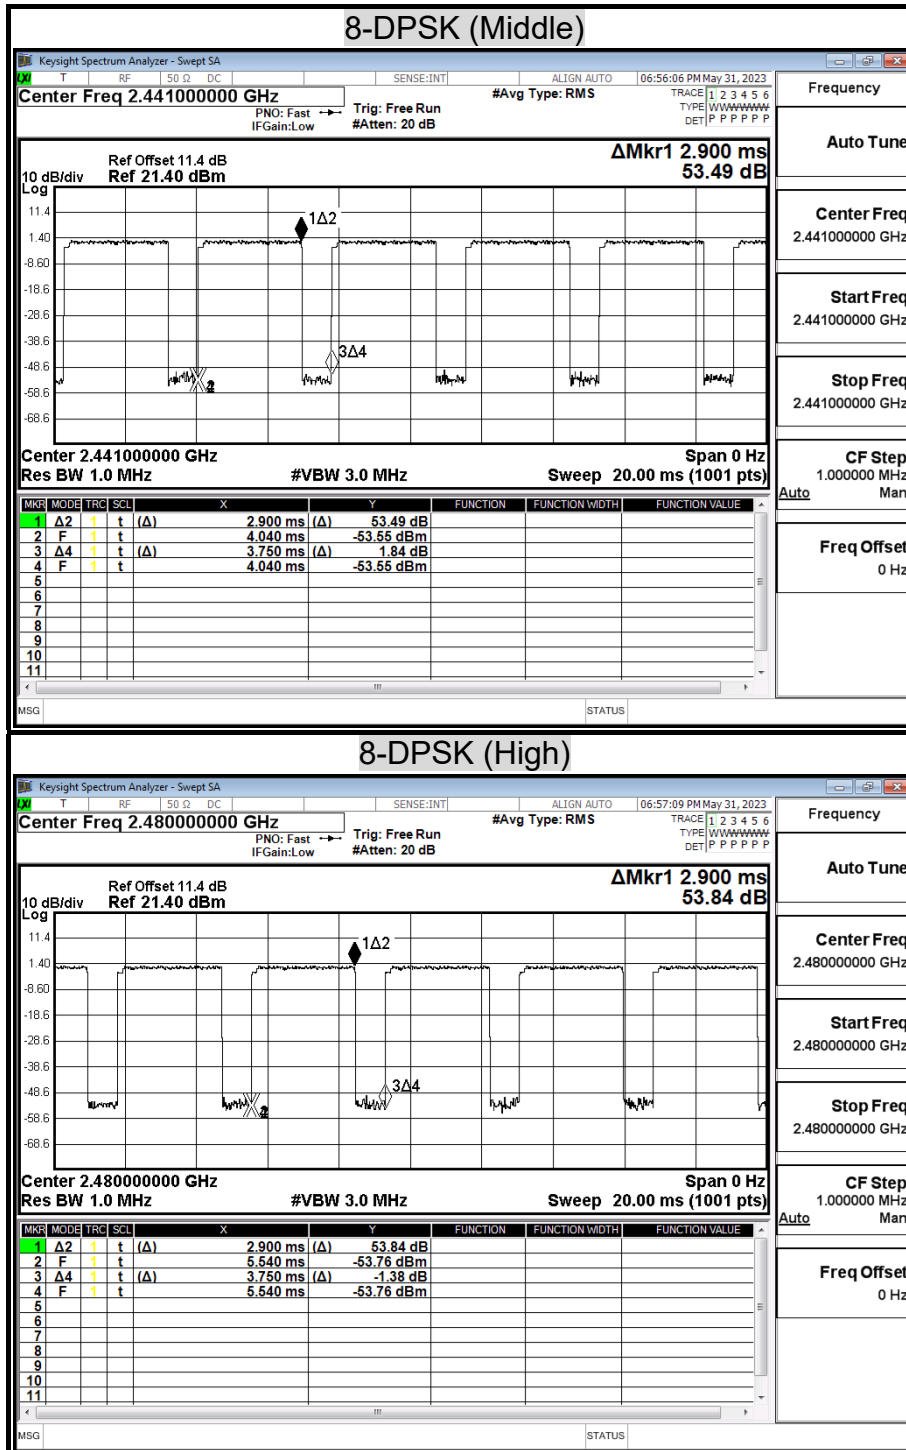 8-DPSK (Middle)
Keysight Spectrum Analyzer - Swept SA
LXI T RF 50 Ω DC SENSE:INT ALIGN AUTO 06:56:06 PM May 31, 2023
Center Freq 2.441000000 GHz #Avg Type: RMS TRACE 1 2 3 4 5 6
PNO: Fast Trig: Free Run TYPE WWWWWW
IFGain:Low #Atten: 20 dB DET P P P P P P
Frequency
Auto Tune
Center Freq
2.441000000 GHz
Start Freq
2.441000000 GHz
Stop Freq
2.441000000 GHz
CF Step
1.000000 MHz
Auto Man
Freq Offset
0 Hz
ΔMkr1 2.900 ms
53.49 dB
Ref Offset 11.4 dB
10 dB/div Ref 21.40 dBm
Log
11.4
1.40
-8.60
-18.6
-28.6
-38.6
-48.6
-58.6
-68.6
1Δ2
3Δ4
Center 2.441000000 GHz Span 0 Hz
Res BW 1.0 MHz #VBW 3.0 MHz Sweep 20.00 ms (1001 pts)
MKR MODE TRC SCL X Y FUNCTION FUNCTION WIDTH FUNCTION VALUE
1 Δ2 1 t (Δ) 2.900 ms (Δ) 53.49 dB
2 F 1 t 4.040 ms -53.55 dBm
3 Δ4 1 t (Δ) 3.750 ms (Δ) 1.84 dB
4 F 1 t 4.040 ms -53.55 dBm
5
6
7
8
9
10
11
MSG STATUS
8-DPSK (High)
Keysight Spectrum Analyzer - Swept SA
LXI T RF 50 Ω DC SENSE:INT ALIGN AUTO 06:57:09 PM May 31, 2023
Center Freq 2.480000000 GHz #Avg Type: RMS TRACE 1 2 3 4 5 6
PNO: Fast Trig: Free Run TYPE WWWWWW
IFGain:Low #Atten: 20 dB DET P P P P P P
Frequency
Auto Tune
Center Freq
2.480000000 GHz
Start Freq
2.480000000 GHz
Stop Freq
2.480000000 GHz
CF Step
1.000000 MHz
Auto Man
Freq Offset
0 Hz
ΔMkr1 2.900 ms
53.84 dB
Ref Offset 11.4 dB
10 dB/div Ref 21.40 dBm
Log
11.4
1.40
-8.60
-18.6
-28.6
-38.6
-48.6
-58.6
-68.6
1Δ2
3Δ4
Center 2.480000000 GHz Span 0 Hz
Res BW 1.0 MHz #VBW 3.0 MHz Sweep 20.00 ms (1001 pts)
MKR MODE TRC SCL X Y FUNCTION FUNCTION WIDTH FUNCTION VALUE
1 Δ2 1 t (Δ) 2.900 ms (Δ) 53.84 dB
2 F 1 t 5.540 ms -53.76 dBm
3 Δ4 1 t (Δ) 3.750 ms (Δ) -1.38 dB
4 F 1 t 5.540 ms -53.76 dBm
5
6
7
8
9
10
11
MSG STATUS